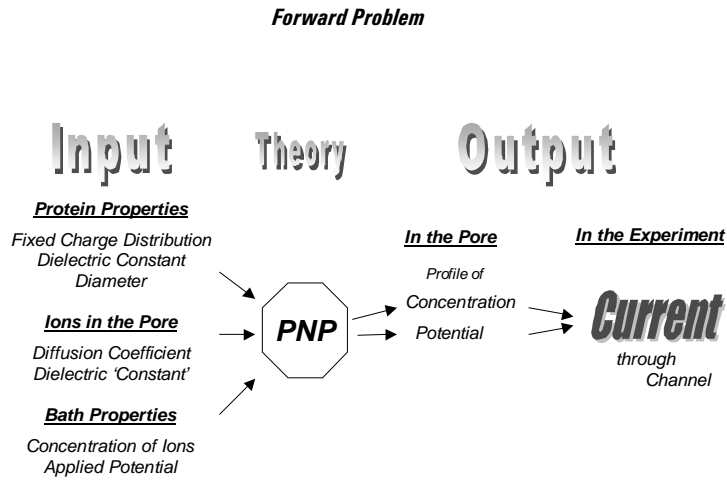 Forward Problem
Input
Theory
Output
Protein Properties
Fixed Charge Distribution
Dielectric Constant
Diameter
Ions in the Pore
Diffusion Coefficient
Dielectric ‘Constant’
Bath Properties
Concentration of Ions
Applied Potential
PNP
In the Pore
Profile of
Concentration
Potential
In the Experiment
Current
through
Channel